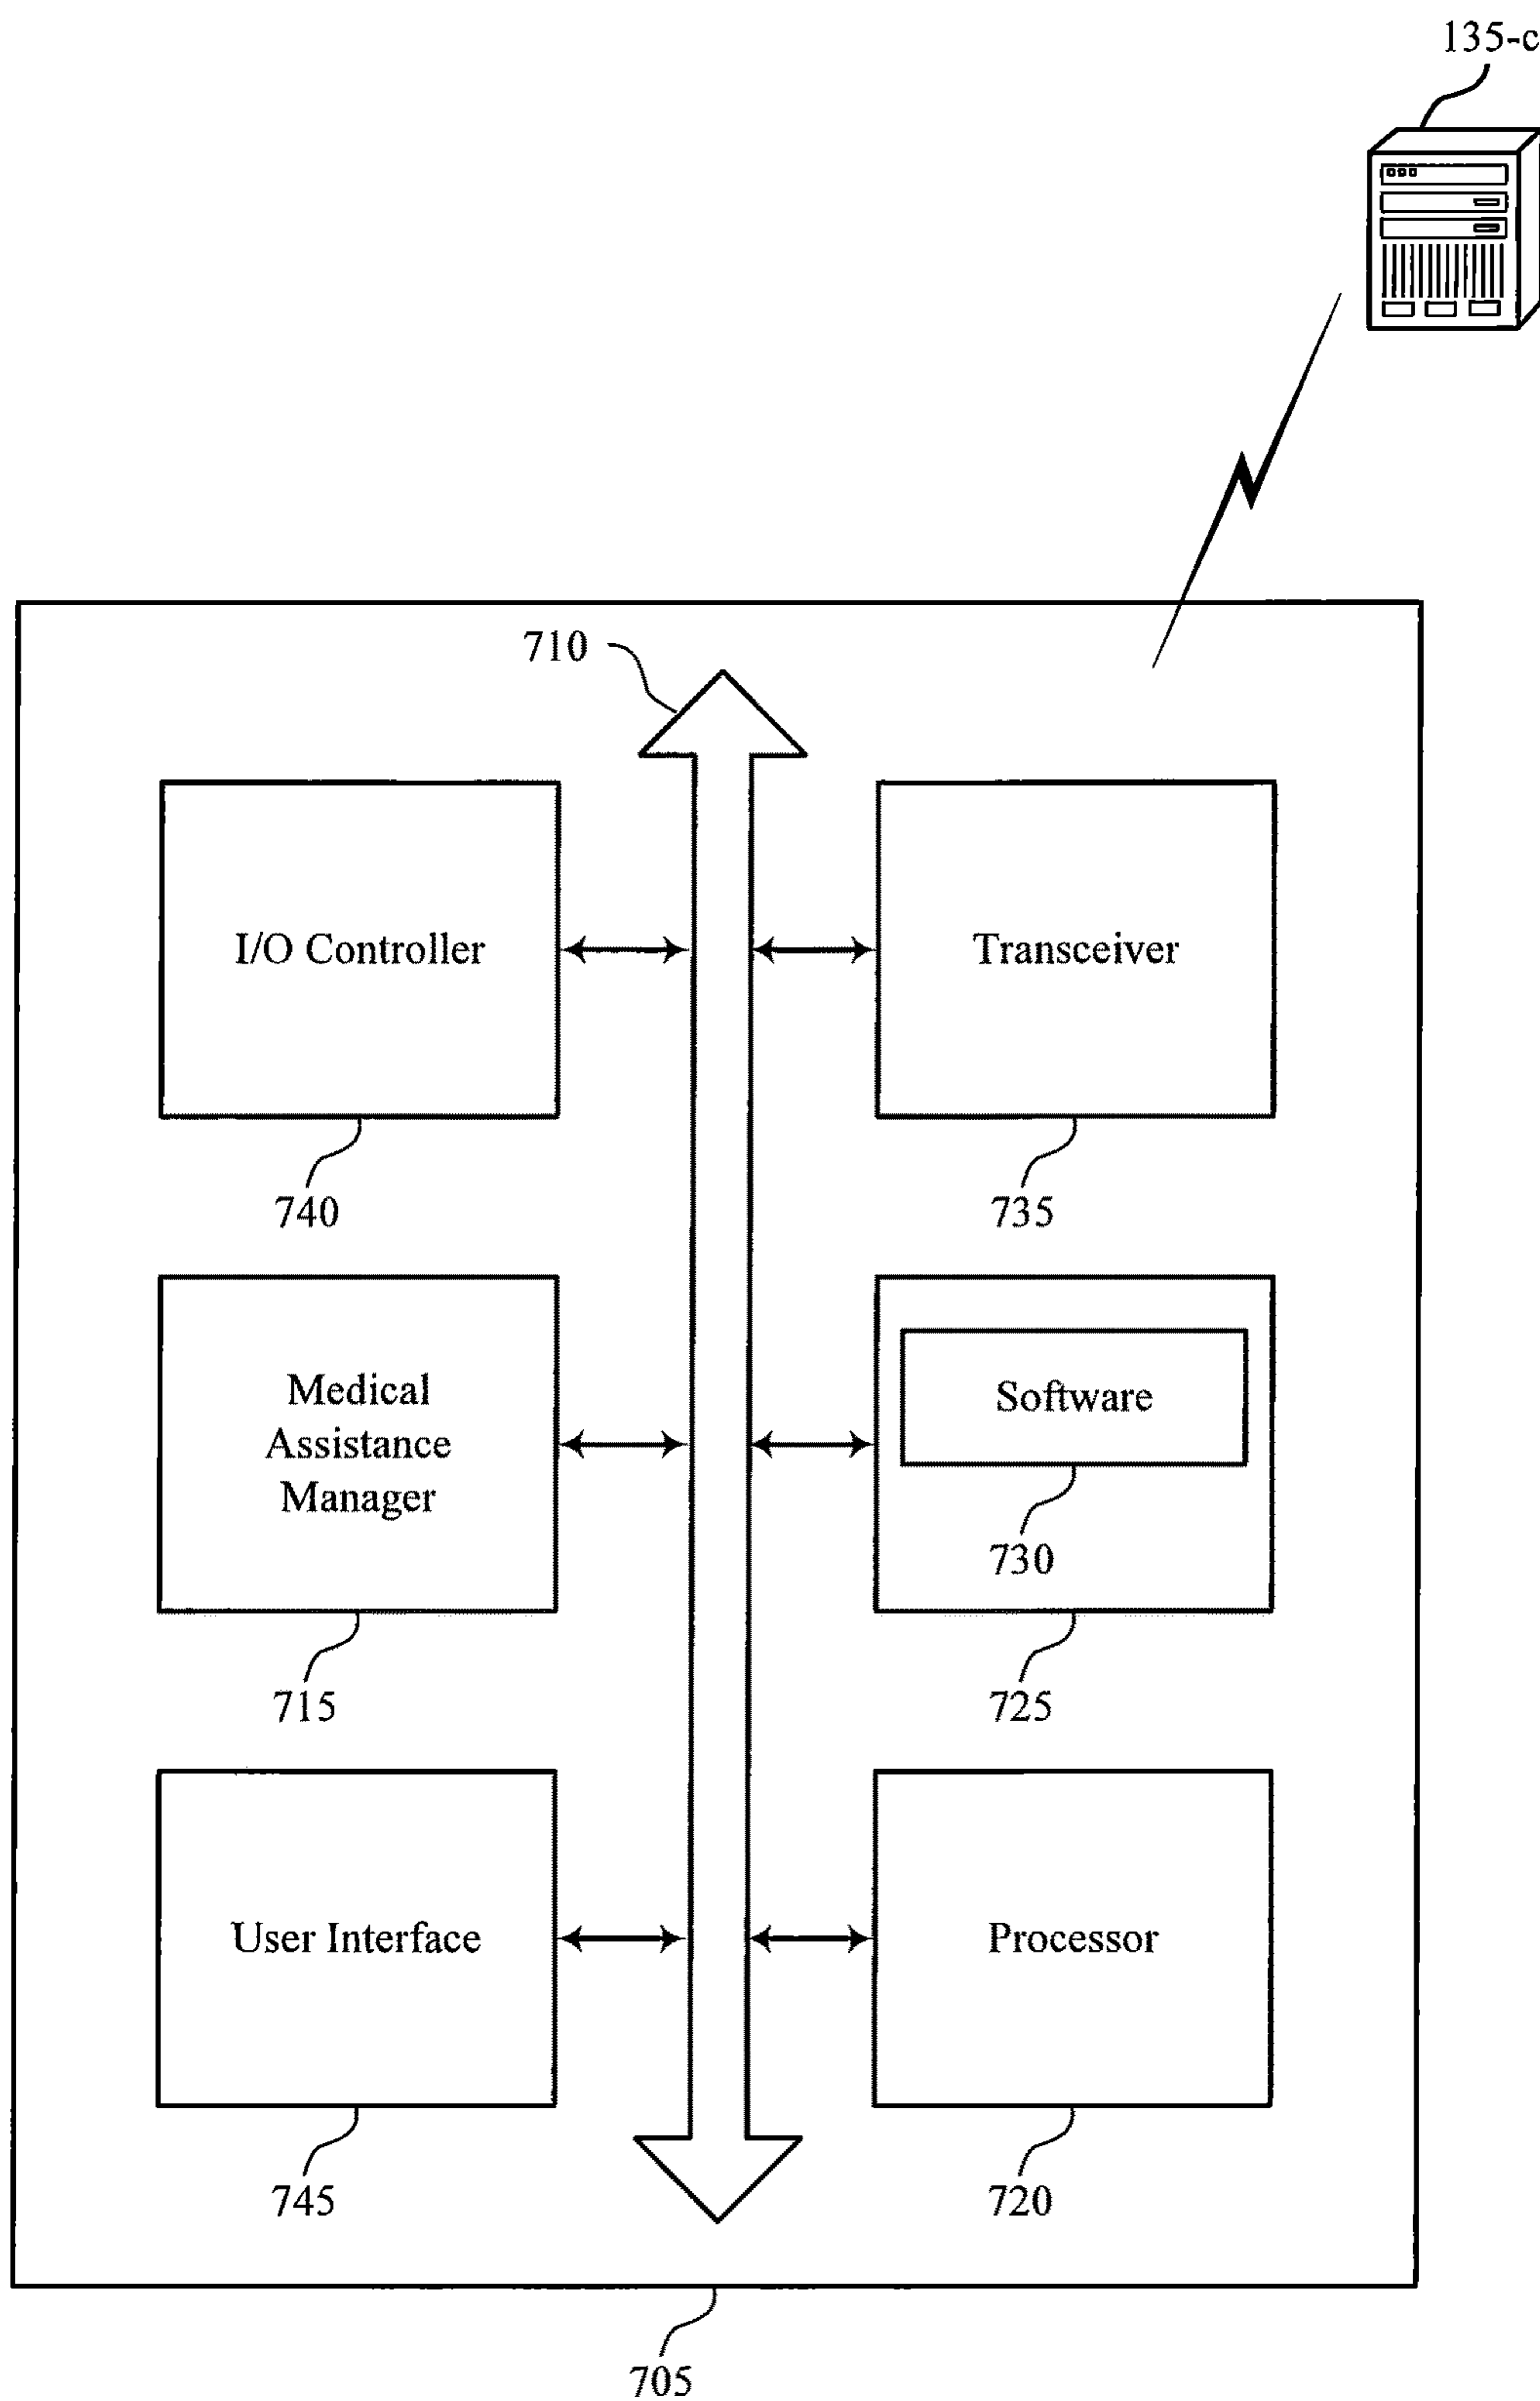 135-c
710
I/O Controller
Transceiver
740
735
Medical
Assistance
Manager
Software
730
715
725
User Interface
Processor
745
720
705